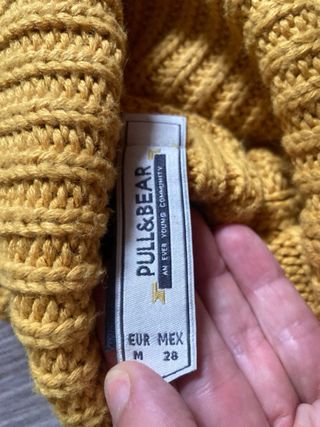 PULL&BEAR
AN EVER YOUNG COMMUNITY
EUR MEX
M 28